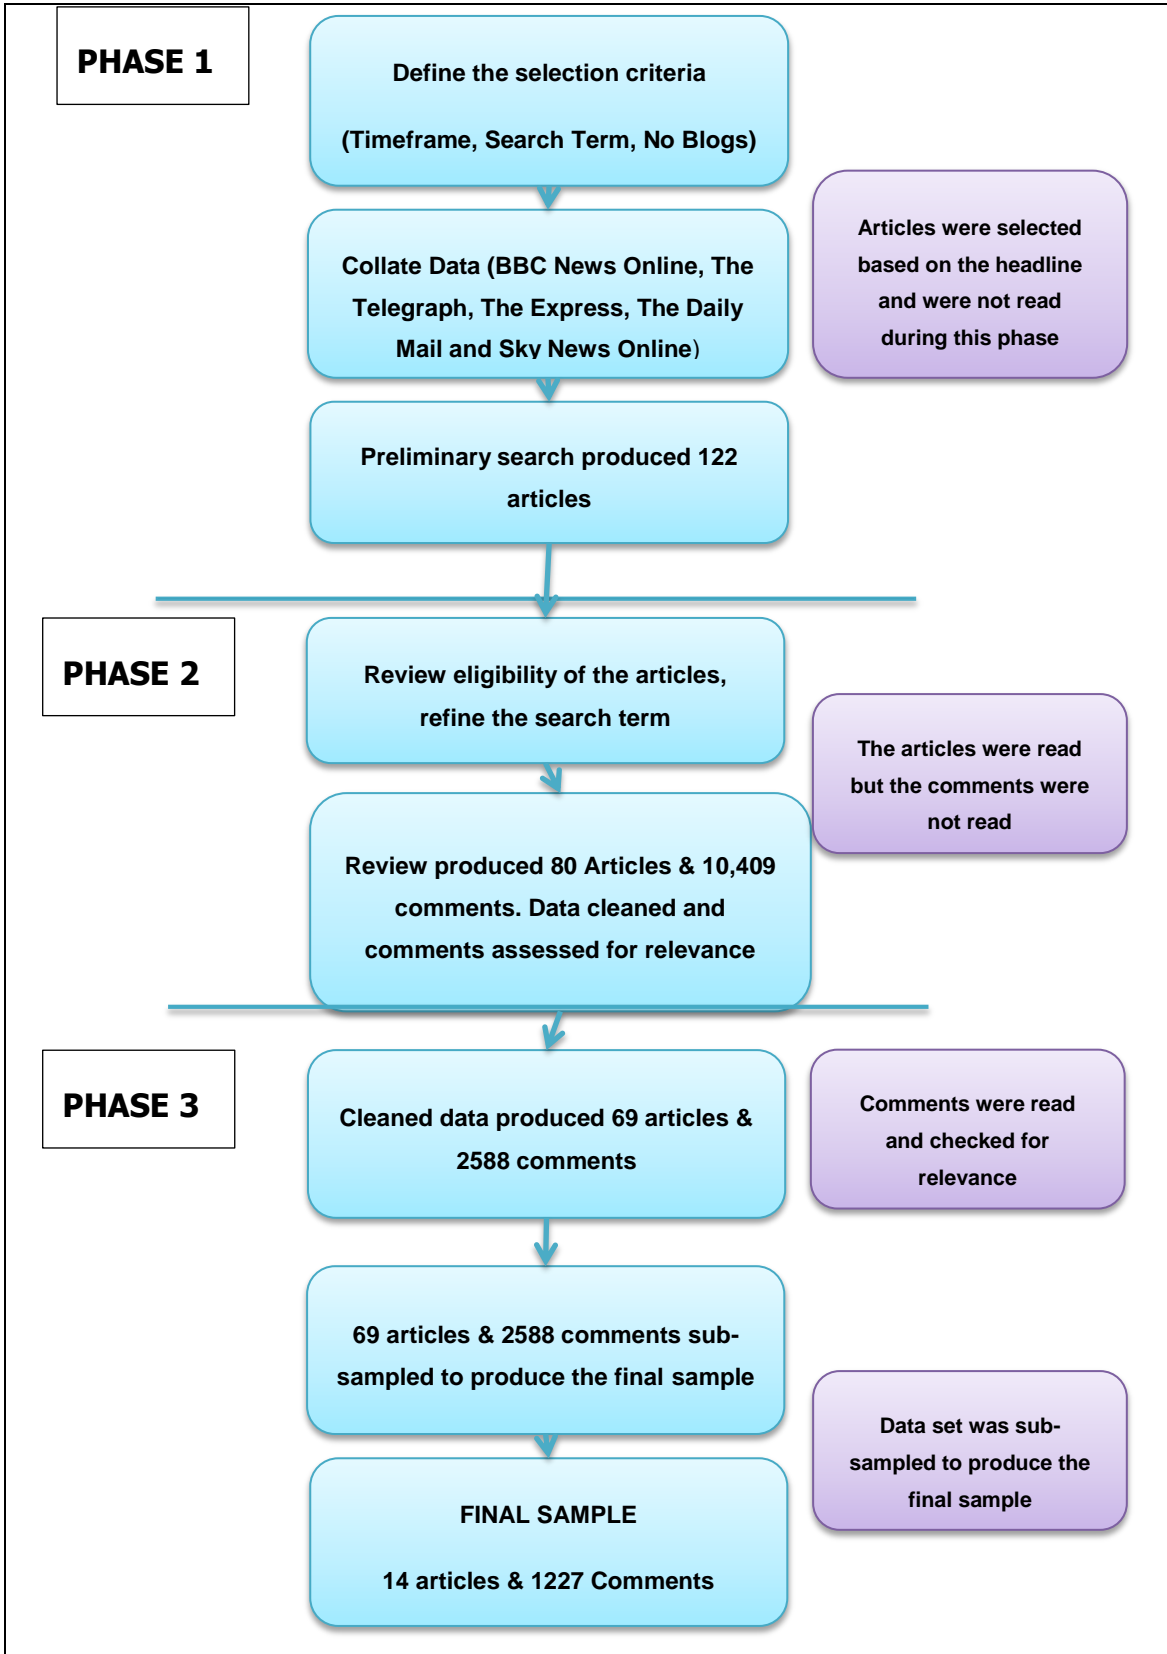 PHASE 1
Define the selection criteria
(Timeframe, Search Term, No Blogs)
Collate Data (BBC News Online, The
Telegraph, The Express, The Daily
Mail and Sky News Online)
Articles were selected
based on the headline
and were not read
during this phase
Preliminary search produced 122
articles
PHASE 2
Review eligibility of the articles,
refine the search term
The articles were read
but the comments were
not read
Review produced 80 Articles & 10,409
comments. Data cleaned and
comments assessed for relevance
PHASE 3
Cleaned data produced 69 articles &
2588 comments
Comments were read
and checked for
relevance
69 articles & 2588 comments sub-
sampled to produce the final sample
Data set was sub-
sampled to produce the
final sample
FINAL SAMPLE
14 articles & 1227 Comments